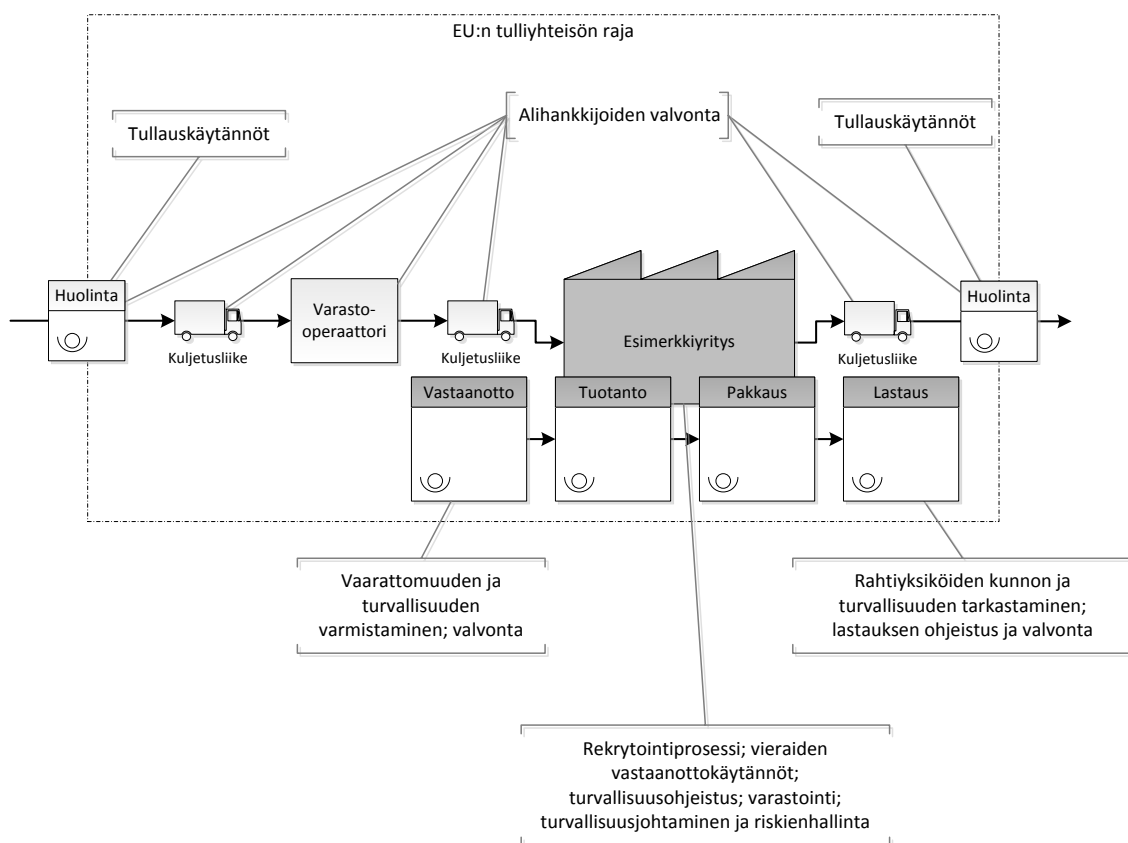 EU:n tulliyhteisön raja
Tullauskäytännöt
Alihankkijoiden valvonta
Tullauskäytännöt
Huolinta
Kuljetusliike
Varasto-
operaattori
Kuljetusliike
Esimerkkiyritys
Kuljetusliike
Huolinta
Vastaanotto
Tuotanto
Pakkaus
Lastaus
Vaarattomuuden ja
turvallisuuden
varmistaminen; valvonta
Rahtiyksiköiden kunnon ja
turvallisuuden tarkastaminen;
lastauksen ohjeistus ja valvonta
Rekrytointiprosessi; vieraiden
vastaanottokäytännöt;
turvallisuusohjeistus; varastointi;
turvallisuusjohtaminen ja riskienhallinta